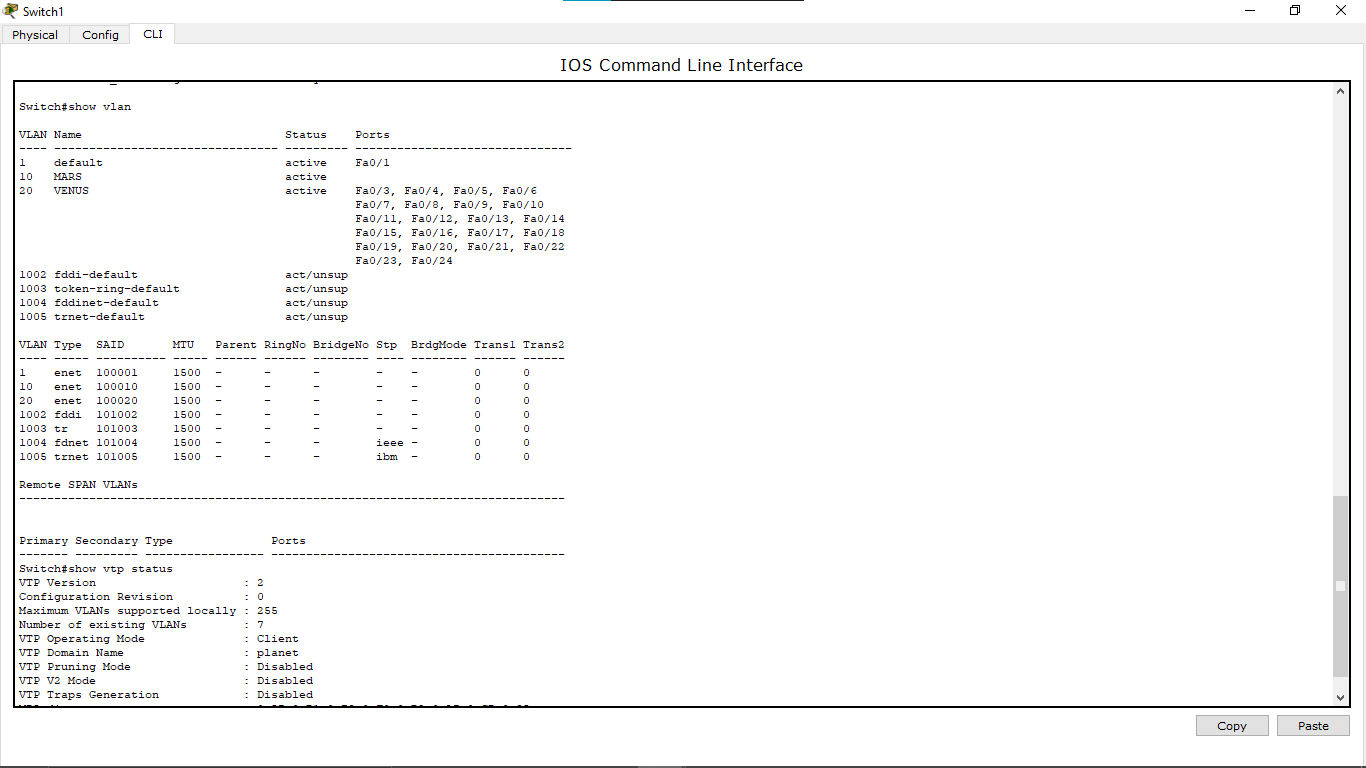 Switch1
Physical Config CLI
IOS Command Line Interface
Switch#show vlan
VLAN Name                             Status    Ports
---- -------------------------------- --------- -------------------------------
1    default                          active    Fa0/1
10   MARS                             active
20   VENUS                            active    Fa0/3, Fa0/4, Fa0/5, Fa0/6
                                                Fa0/7, Fa0/8, Fa0/9, Fa0/10
                                                Fa0/11, Fa0/12, Fa0/13, Fa0/14
                                                Fa0/15, Fa0/16, Fa0/17, Fa0/18
                                                Fa0/19, Fa0/20, Fa0/21, Fa0/22
                                                Fa0/23, Fa0/24
1002 fddi-default                     act/unsup
1003 token-ring-default               act/unsup
1004 fddinet-default                  act/unsup
1005 trnet-default                    act/unsup
VLAN Type  SAID       MTU   Parent RingNo BridgeNo Stp  BrdgMode Trans1 Trans2
---- ----- ---------- ----- ------ ------ -------- ---- -------- ------ ------
1    enet  100001     1500  -      -      -        -    -        0      0
10   enet  100010     1500  -      -      -        -    -        0      0
20   enet  100020     1500  -      -      -        -    -        0      0
1002 fddi  101002     1500  -      -      -        -    -        0      0
1003 tr    101003     1500  -      -      -        -    -        0      0
1004 fdnet 101004     1500  -      -      -        ieee -        0      0
1005 trnet 101005     1500  -      -      -        ibm  -        0      0
Remote SPAN VLANs
------------------------------------------------------------------------------
Primary Secondary Type              Ports
------- --------- ----------------- ------------------------------------------
Switch#show vtp status
VTP Version                     : 2
Configuration Revision          : 0
Maximum VLANs supported locally : 255
Number of existing VLANs        : 7
VTP Operating Mode              : Client
VTP Domain Name                 : planet
VTP Pruning Mode                : Disabled
VTP V2 Mode                     : Disabled
VTP Traps Generation            : Disabled
Copy Paste